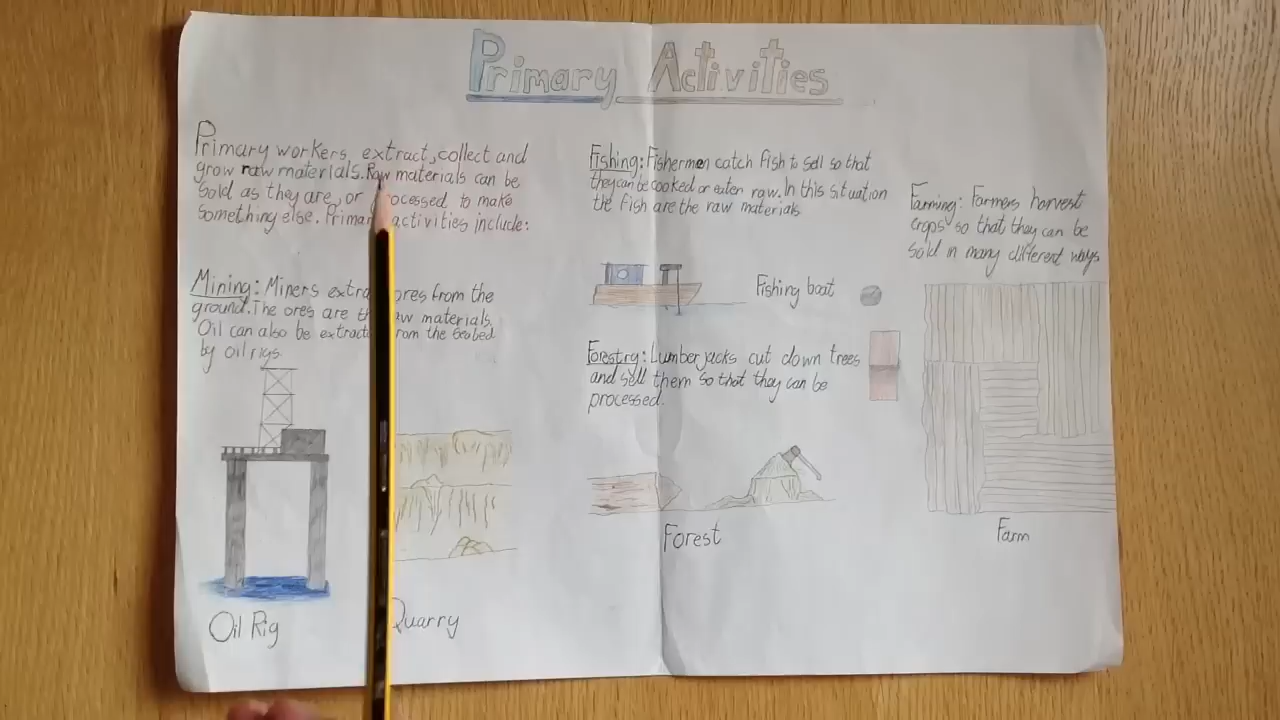 Primary Activities
Primary workers extract, collect and
grow raw materials. Raw materials can be
sold as they are, or processed to make
something else. Primary activities include:
Mining: Miners extract ores from the
ground. The ores are the raw materials.
Oil can also be extracted from the seabed
by oil rigs
Oil Rig
Quarry
Fishing: Fishermen catch fish to sell so that
they can be cooked or eaten raw. In this situation
the fish are the raw materials
Fishing boat
Forestry: Lumberjacks cut down trees
and sell them so that they can be
processed.
Forest
Farming: Farmers harvest
crops so that they can be
sold in many different ways
Farm